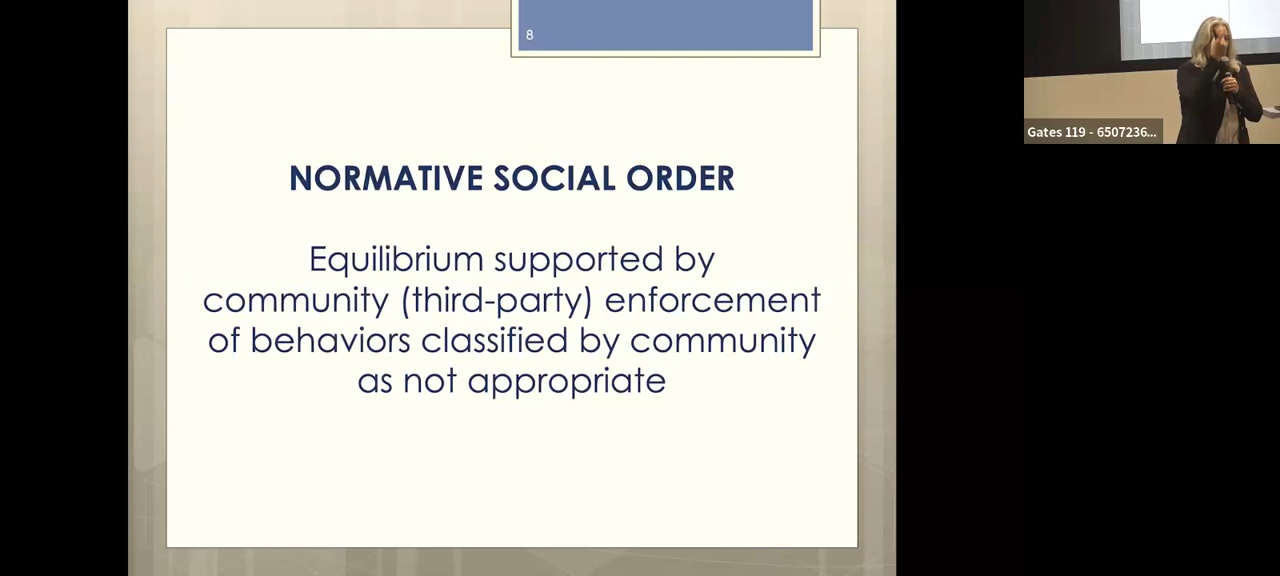 8
NORMATIVE SOCIAL ORDER
Equilibrium supported by
community (third-party) enforcement
of behaviors classified by community
as not appropriate
Gates 119 - 6507236...